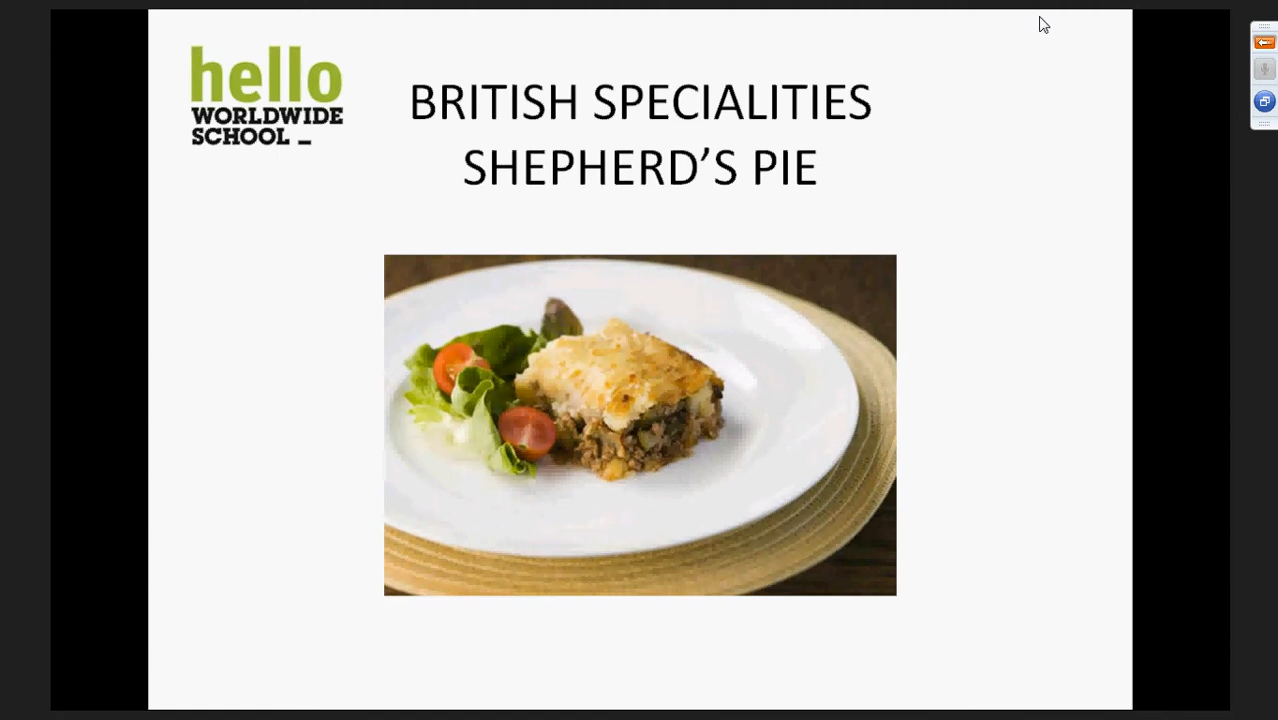 hello
WORLDWIDE
SCHOOL _
BRITISH SPECIALITIES
SHEPHERD’S PIE